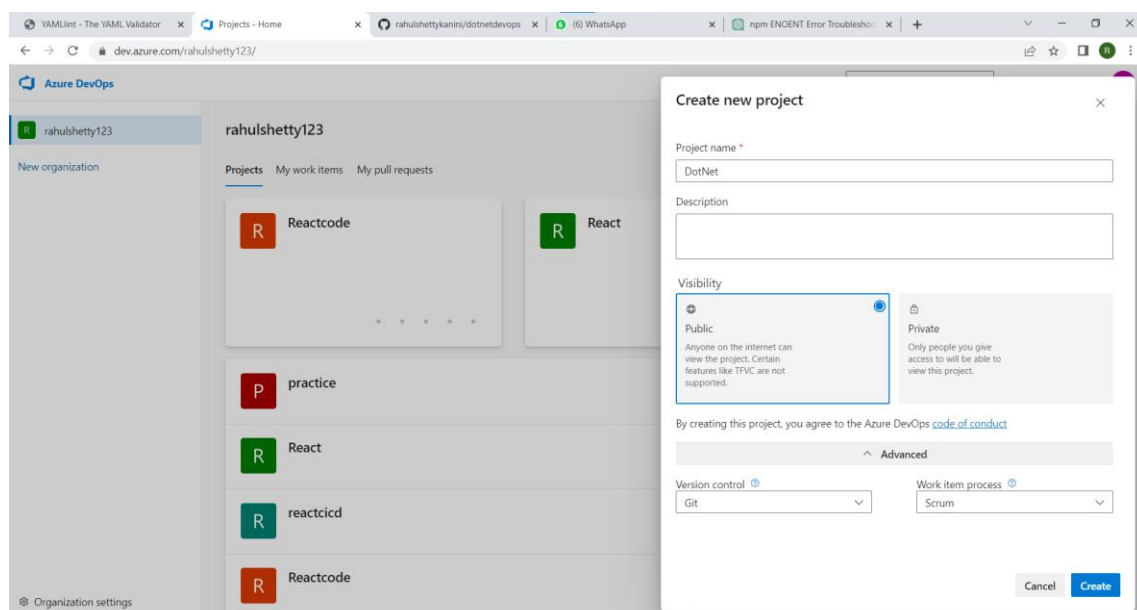 YAMLlint - The YAML Validator
Projects - Home
rahulshettykanini/dotnetdevops
(6) WhatsApp
npm ENOENT Error Troubleshoo
dev.azure.com/rahulshetty123/
R
Azure DevOps
R rahulshetty123
New organization
rahulshetty123
Projects My work items My pull requests
R Reactcode
R React
P practice
R React
R reactcicd
R Reactcode
Organization settings
Create new project
Project name *
DotNet
Description
Visibility
Public
Anyone on the internet can
view the project. Certain
features like TFVC are not
supported.
Private
Only people you give
access to will be able to
view this project.
By creating this project, you agree to the Azure DevOps code of conduct
Advanced
Version control
Git
Work item process
Scrum
Cancel Create